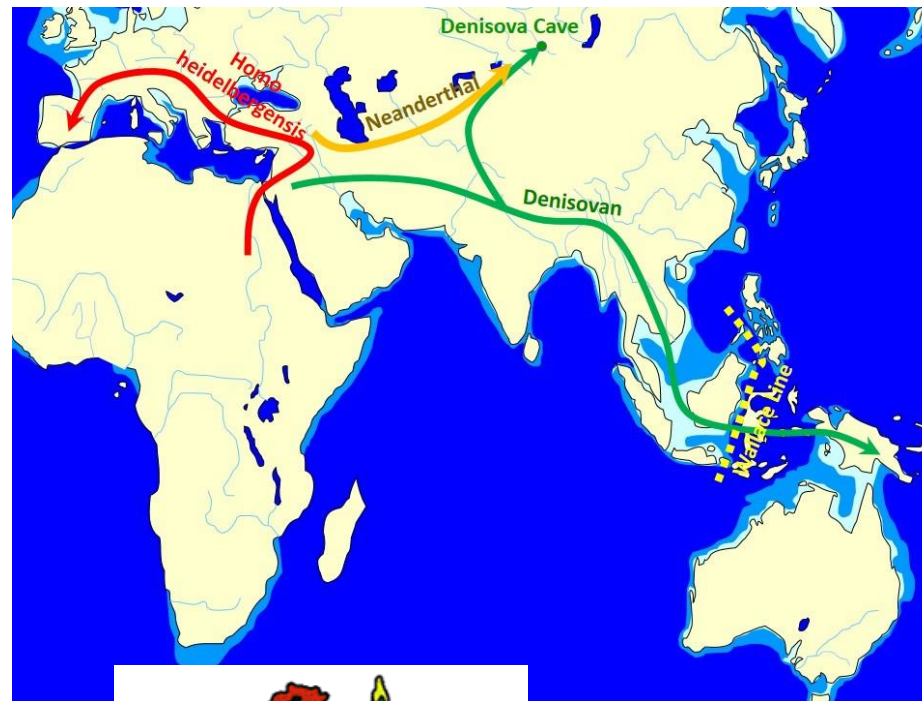 Denisova Cave
Homo
heidelbergensis
Neanderthal
Denisovan
Wallace Line